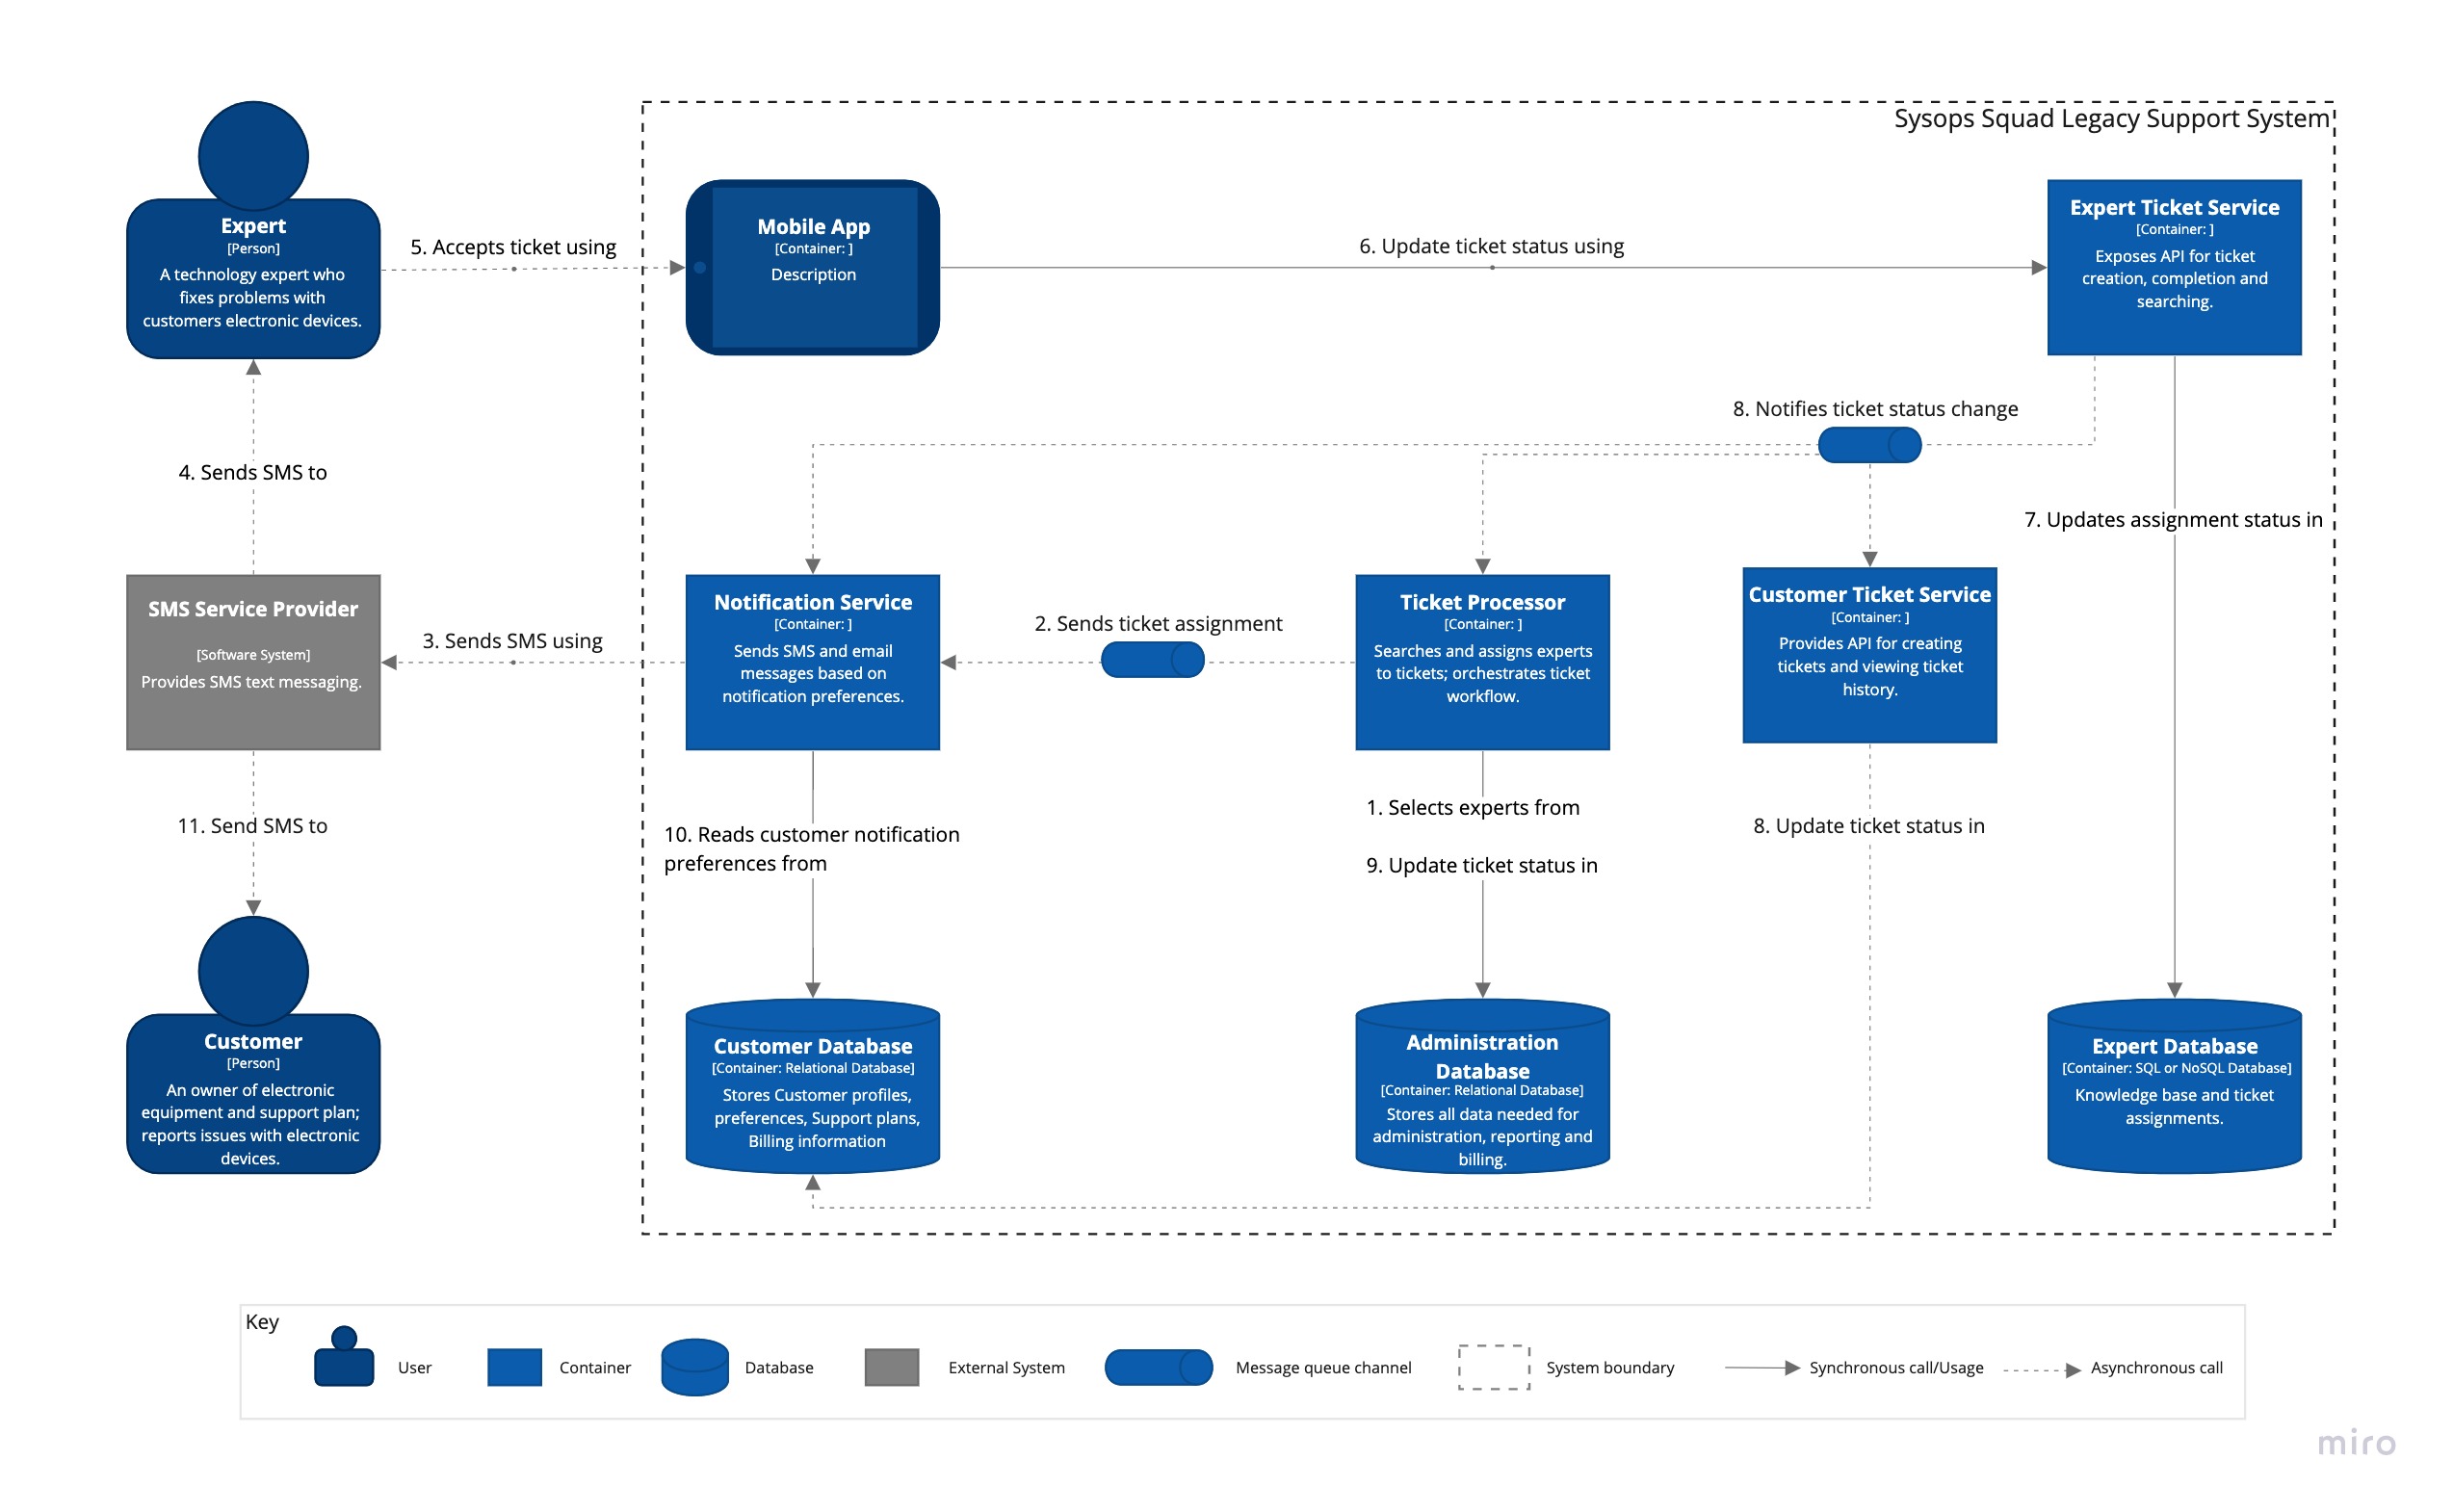 Sysops Squad Legacy Support System
Expert
[Person]
A technology expert who
fixes problems with
customers electronic devices.
5. Accepts ticket using
Mobile App
[Container: ]
Description
6. Update ticket status using
Expert Ticket Service
[Container: ]
Exposes API for ticket
creation, completion and
searching.
8. Notifies ticket status change
4. Sends SMS to
7. Updates assignment status in
SMS Service Provider
[Software System]
Provides SMS text messaging.
3. Sends SMS using
Notification Service
[Container: ]
Sends SMS and email
messages based on
notification preferences.
2. Sends ticket assignment
Ticket Processor
[Container: ]
Searches and assigns experts
to tickets; orchestrates ticket
workflow.
Customer Ticket Service
[Container: ]
Provides API for creating
tickets and viewing ticket
history.
11. Send SMS to
10. Reads customer notification
preferences from
1. Selects experts from
9. Update ticket status in
8. Update ticket status in
Customer
[Person]
An owner of electronic
equipment and support plan;
reports issues with electronic
devices.
Customer Database
[Container: Relational Database]
Stores Customer profiles,
preferences, Support plans,
Billing information
Administration
Database
[Container: Relational Database]
Stores all data needed for
administration, reporting and
billing.
Expert Database
[Container: SQL or NoSQL Database]
Knowledge base and ticket
assignments.
Key
User
Container
Database
External System
Message queue channel
System boundary
Synchronous call/Usage
Asynchronous call
miro